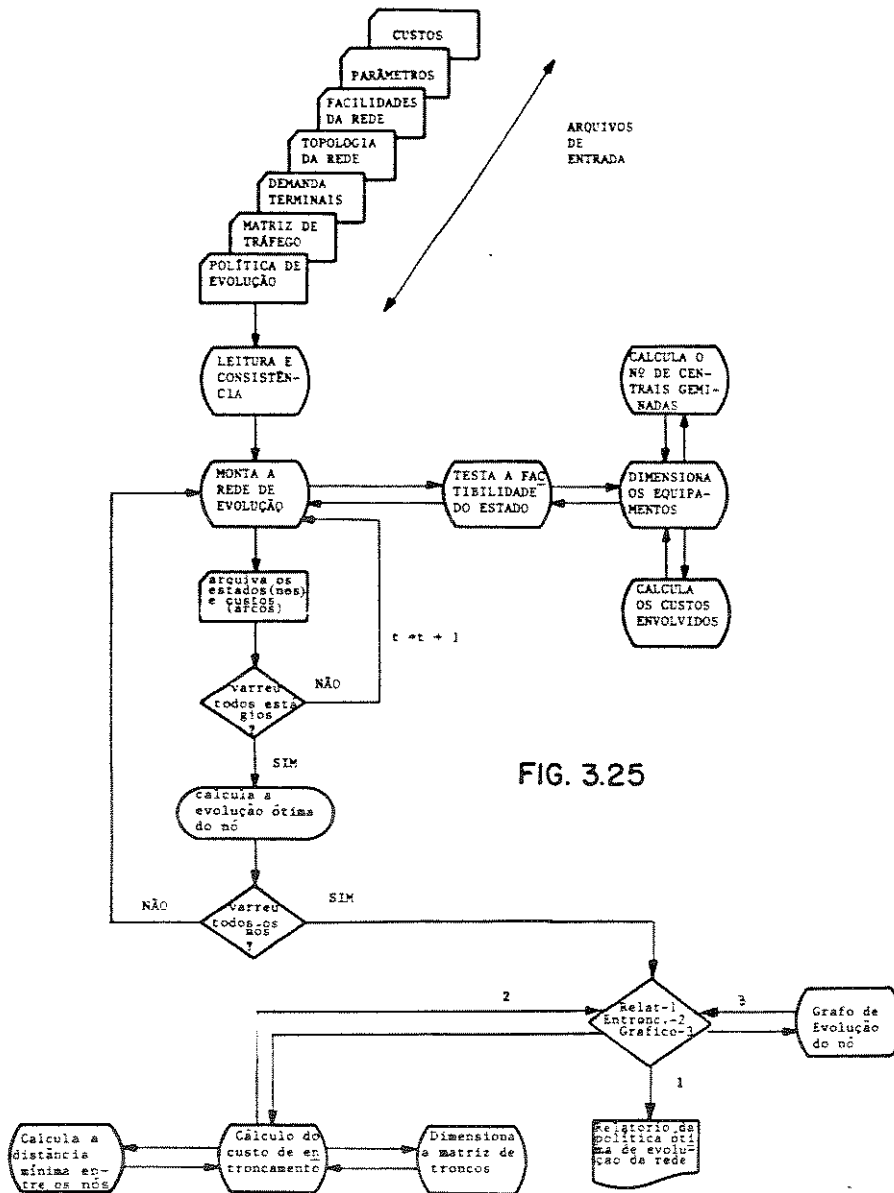 CUSTOS
PARÂMETROS
FACILIDADES
DA REDE
TOPOLOGIA
DA REDE
DEMANDA
TERMINAIS
MATRIZ DE
TRÁFEGO
POLÍTICA DE
EVOLUÇÃO
ARQUIVOS
DE
ENTRADA
LEITURA E
CONSISTÊN-
CIA
CALCULA O
Nº DE CEN-
TRAIS GEMI-
NADAS
MONTA A
REDE DE
EVOLUÇÃO
TESTA A FAC
TIBILIDADE
DO ESTADO
DIMENSIONA
OS EQUIPA-
MENTOS
arquiva os
estados(nes)
e custos
(arcos)
CALCULA
OS CUSTOS
ENVOLVIDOS
t =t + 1
varreu
todos está
gios
?
NÃO
SIM
FIG. 3.25
calcula a
evolução ótima
do nó
NÃO
varreu
todos-os
nós
?
SIM
2
Relat-1
Entronc.-2
Grafico-3
3
Grafo de
Evolução
do nó
1
Calcula a
distância
mínima en-
tre os nós
Cálculo do
custo de en
troncamento
Dimensiona
a matriz de
troncos
Relatorio da
política óti
ma de evolu
ção da rede